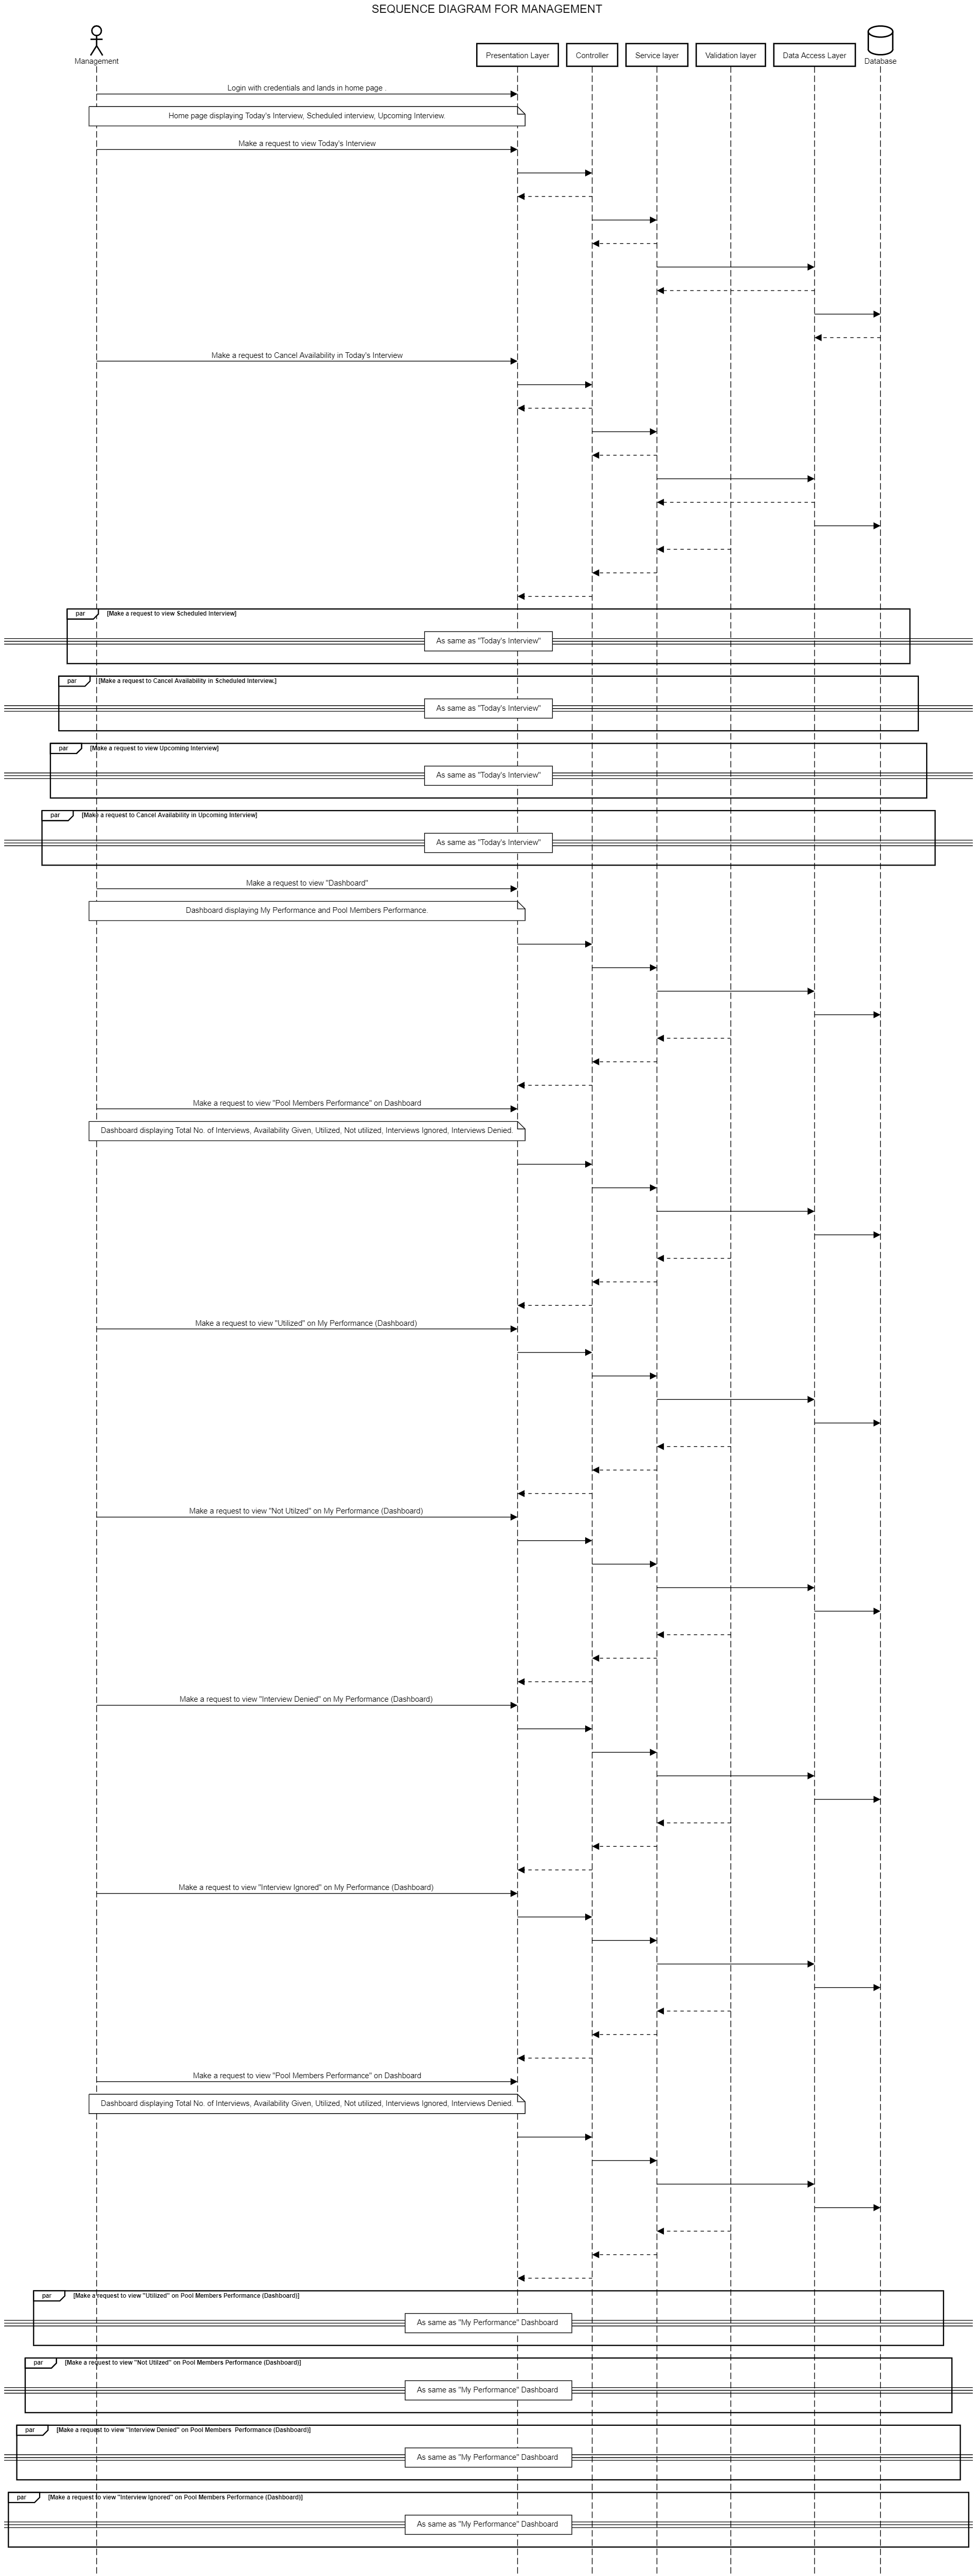 SEQUENCE DIAGRAM FOR MANAGEMENT
Management
Presentation Layer
Controller
Service layer
Validation layer
Data Access Layer
Database
Login with credentials and lands in home page .
Home page displaying Today's Interview, Scheduled interview, Upcoming Interview.
Make a request to view Today's Interview
Make a request to Cancel Availability in Today's Interview
par [Make a request to view Scheduled Interview]
As same as "Today's Interview"
par [Make a request to Cancel Availability in Scheduled Interview.]
As same as "Today's Interview"
par [Make a request to view Upcoming Interview]
As same as "Today's Interview"
par [Make a request to Cancel Availability in Upcoming Interview]
As same as "Today's Interview"
Make a request to view "Dashboard"
Dashboard displaying My Performance and Pool Members Performance.
Make a request to view "Pool Members Performance" on Dashboard
Dashboard displaying Total No. of Interviews, Availability Given, Utilized, Not utilized, Interviews Ignored, Interviews Denied.
Make a request to view "Utilized" on My Performance (Dashboard)
Make a request to view "Not Utilzed" on My Performance (Dashboard)
Make a request to view "Interview Denied" on My Performance (Dashboard)
Make a request to view "Interview Ignored" on My Performance (Dashboard)
Make a request to view "Pool Members Performance" on Dashboard
Dashboard displaying Total No. of Interviews, Availability Given, Utilized, Not utilized, Interviews Ignored, Interviews Denied.
par [Make a request to view "Utilized" on Pool Members Performance (Dashboard)]
As same as "My Performance" Dashboard
par [Make a request to view "Not Utilzed" on Pool Members Performance (Dashboard)]
As same as "My Performance" Dashboard
par [Make a request to view "Interview Denied" on Pool Members Performance (Dashboard)]
As same as "My Performance" Dashboard
par [Make a request to view "Interview Ignored" on Pool Members Performance (Dashboard)]
As same as "My Performance" Dashboard